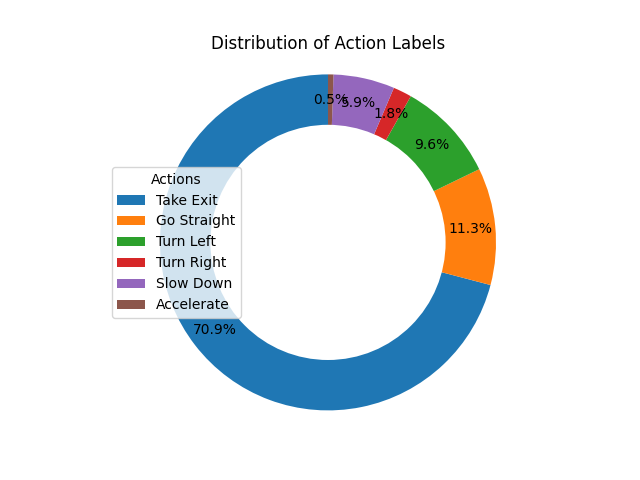 Distribution of Action Labels
0.5%
5.9%
1.8%
9.6%
11.3%
70.9%
Actions
Take Exit
Go Straight
Turn Left
Turn Right
Slow Down
Accelerate